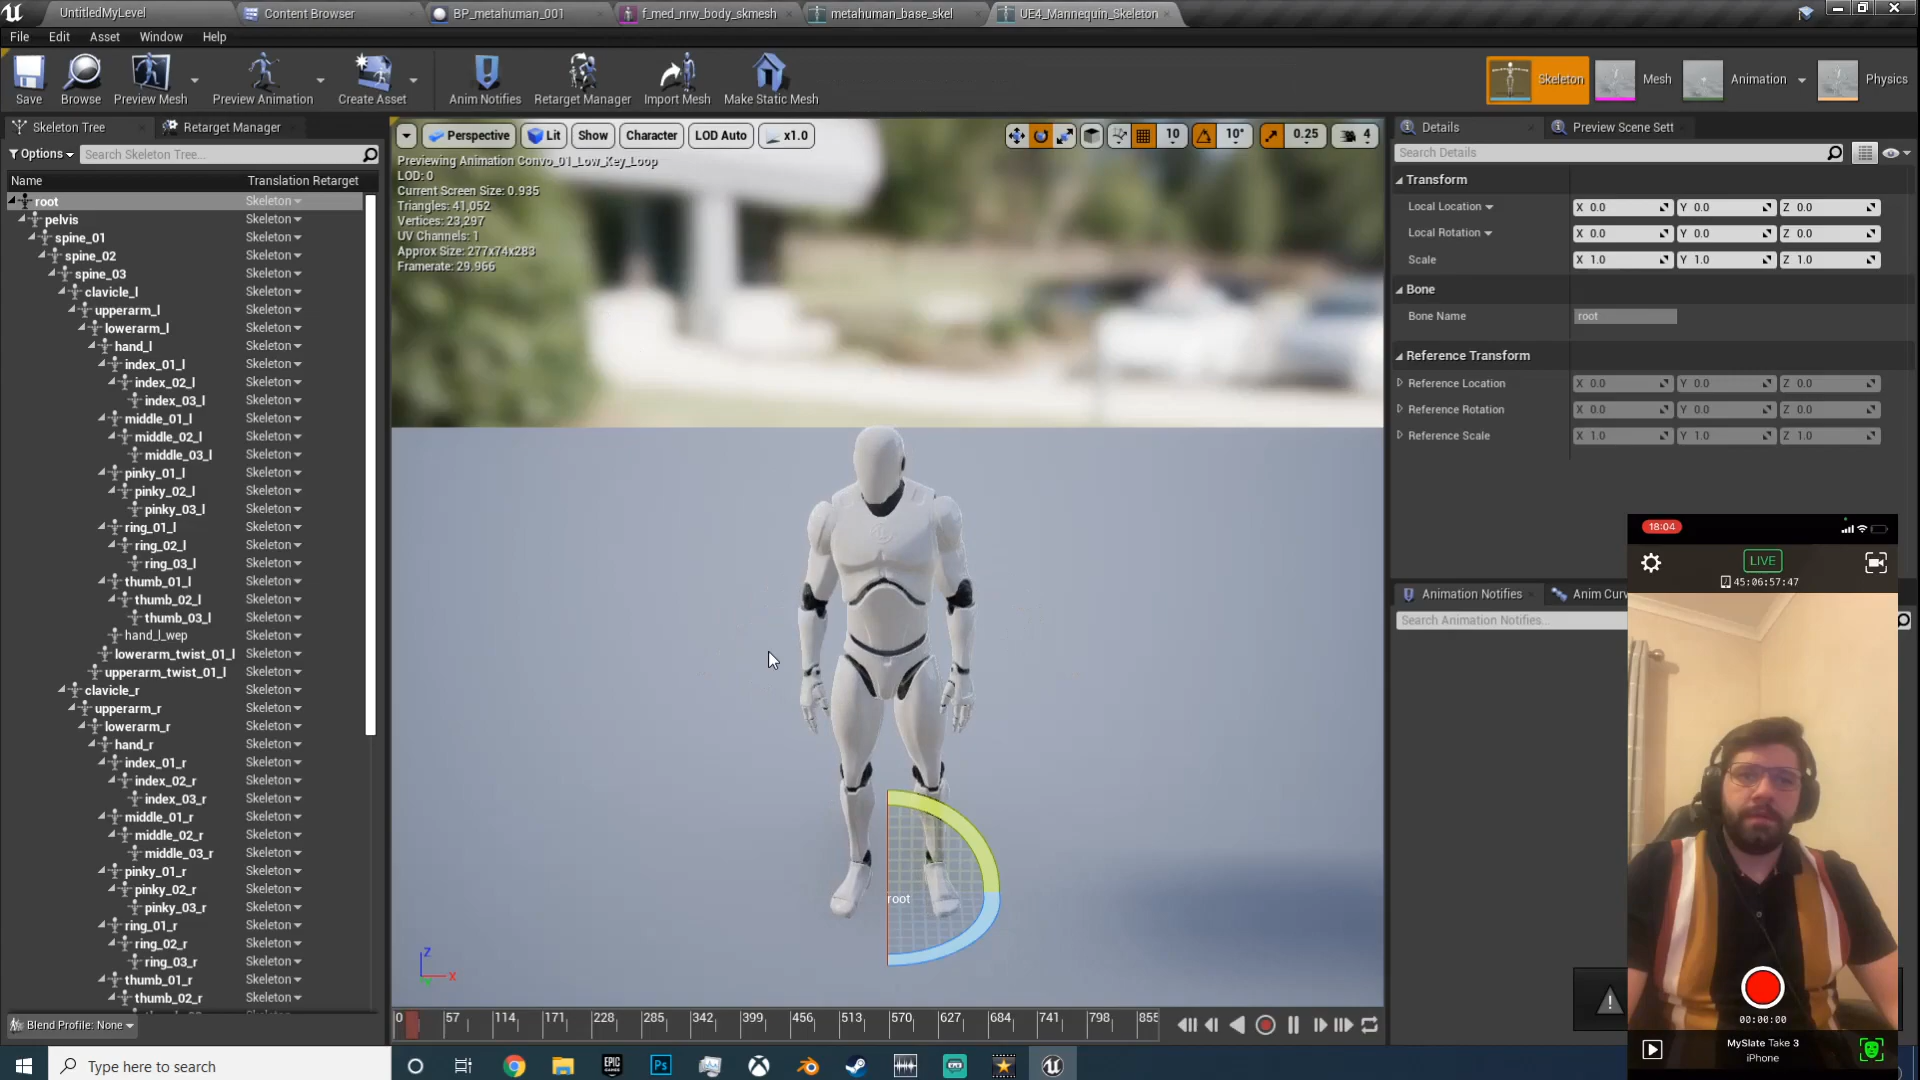 UntitledMyLevel
Content Browser
BP_metahuman_001
f_med_nrw_body_skmesh
metahuman_base_skel
UE4_Mannequin_Skeleton
File Edit Asset Window Help
Save
Browse
Preview Mesh
Preview Animation
Create Asset
Anim Notifies
Retarget Manager
Import Mesh
Make Static Mesh
Skeleton
Mesh
Animation
Physics
Skeleton Tree
Retarget Manager
Options
Search Skeleton Tree...
Name Translation Retarget
root Skeleton
pelvis Skeleton
spine_01 Skeleton
spine_02 Skeleton
spine_03 Skeleton
clavicle_l Skeleton
upperarm_l Skeleton
lowerarm_l Skeleton
hand_l Skeleton
index_01_l Skeleton
index_02_l Skeleton
index_03_l Skeleton
middle_01_l Skeleton
middle_02_l Skeleton
middle_03_l Skeleton
pinky_01_l Skeleton
pinky_02_l Skeleton
pinky_03_l Skeleton
ring_01_l Skeleton
ring_02_l Skeleton
ring_03_l Skeleton
thumb_01_l Skeleton
thumb_02_l Skeleton
thumb_03_l Skeleton
hand_l_wep Skeleton
lowerarm_twist_01_l Skeleton
upperarm_twist_01_l Skeleton
clavicle_r Skeleton
upperarm_r Skeleton
lowerarm_r Skeleton
hand_r Skeleton
index_01_r Skeleton
index_02_r Skeleton
index_03_r Skeleton
middle_01_r Skeleton
middle_02_r Skeleton
middle_03_r Skeleton
pinky_01_r Skeleton
pinky_02_r Skeleton
pinky_03_r Skeleton
ring_01_r Skeleton
ring_02_r Skeleton
ring_03_r Skeleton
thumb_01_r Skeleton
thumb_02_r Skeleton
Blend Profile: None
Perspective Lit Show Character LOD Auto x1.0
10 10° 0.25 4
Previewing Animation Convo_01_Low_Key_Loop
LOD: 0
Current Screen Size: 0.935
Triangles: 41,052
Vertices: 23,297
UV Channels: 1
Approx Size: 277x74x283
Framerate: 29.966
root
Z
X
0 57 114 171 228 285 342 399 456 513 570 627 684 741 798 855
Details
Preview Scene Sett
Search Details
Transform
Local Location X 0.0 Y 0.0 Z 0.0
Local Rotation X 0.0 Y 0.0 Z 0.0
Scale X 1.0 Y 1.0 Z 1.0
Bone
Bone Name root
Reference Transform
Reference Location X 0.0 Y 0.0 Z 0.0
Reference Rotation X 0.0 Y 0.0 Z 0.0
Reference Scale X 1.0 Y 1.0 Z 1.0
Animation Notifies
Anim Curv
Search Animation Notifies...
18:04
LIVE
45:06:57:47
00:00:00
MySlate Take 3
iPhone
Type here to search
EPIC
GAMES
Ps